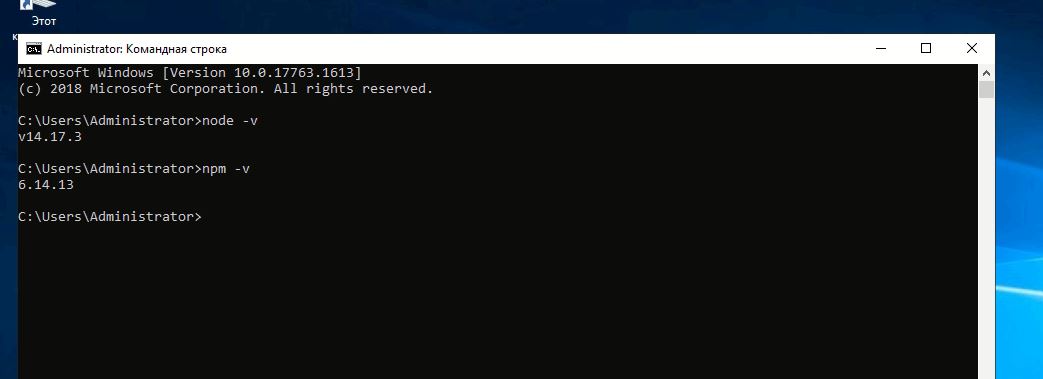 Этот
к
Administrator: Командная строка
Microsoft Windows [Version 10.0.17763.1613]
(c) 2018 Microsoft Corporation. All rights reserved.
C:\Users\Administrator>node -v
v14.17.3
C:\Users\Administrator>npm -v
6.14.13
C:\Users\Administrator>